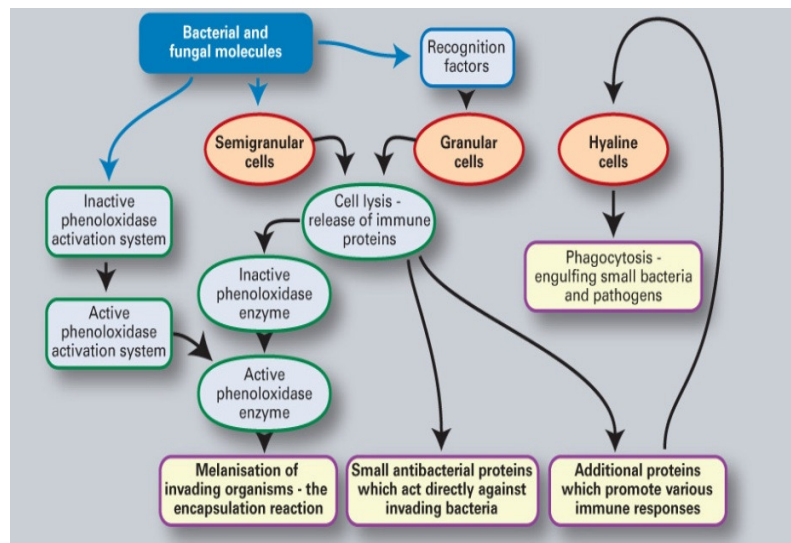 Bacterial and
fungal molecules
Recognition
factors
Semigranular
cells
Granular
cells
Hyaline
cells
Inactive
phenoloxidase
activation system
Cell lysis -
release of immune
proteins
Phagocytosis -
engulfing small bacteria
and pathogens
Inactive
phenoloxidase
enzyme
Active
phenoloxidase
activation system
Active
phenoloxidase
enzyme
Melanisation of
invading organisms - the
encapsulation reaction
Small antibacterial proteins
which act directly against
invading bacteria
Additional proteins
which promote various
immune responses